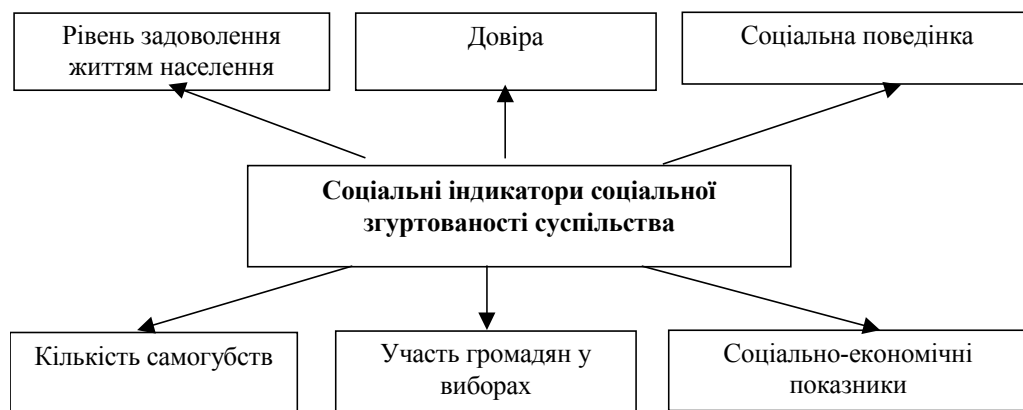 Рівень задоволення
життям населення
Довіра
Соціальна поведінка
Соціальні індикатори соціальної
згуртованості суспільства
Кількість самогубств
Участь громадян у
виборах
Соціально-економічні
показники